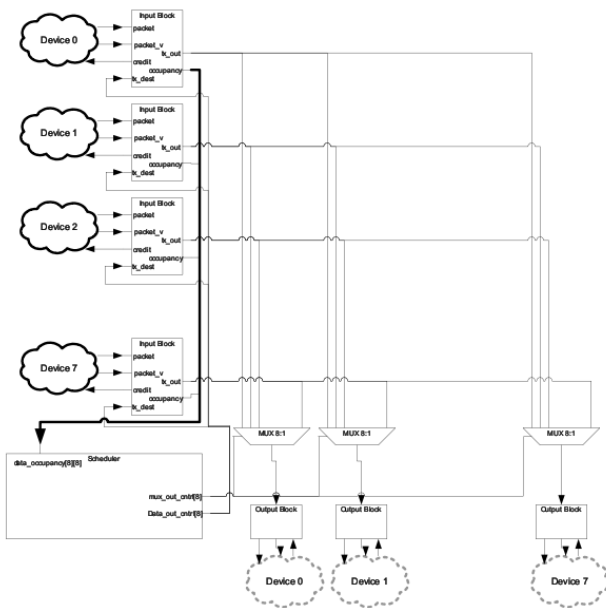 Input Block
Device 0
packet
packet_v
tx_out
credit
occupancy
tx_dest
Input Block
Device 1
packet
packet_v
tx_out
credit
occupancy
tx_dest
Input Block
Device 2
packet
packet_v
tx_out
credit
occupancy
tx_dest
Input Block
Device 7
packet
packet_v
tx_out
credit
occupancy
tx_dest
MUX 8:1
MUX 8:1
MUX 8:1
Scheduler
data_occupancy[8][8]
mux_out_cntrl[8]
Data_out_cntrl[8]
Output Block
Output Block
Output Block
Device 0
Device 1
Device 7